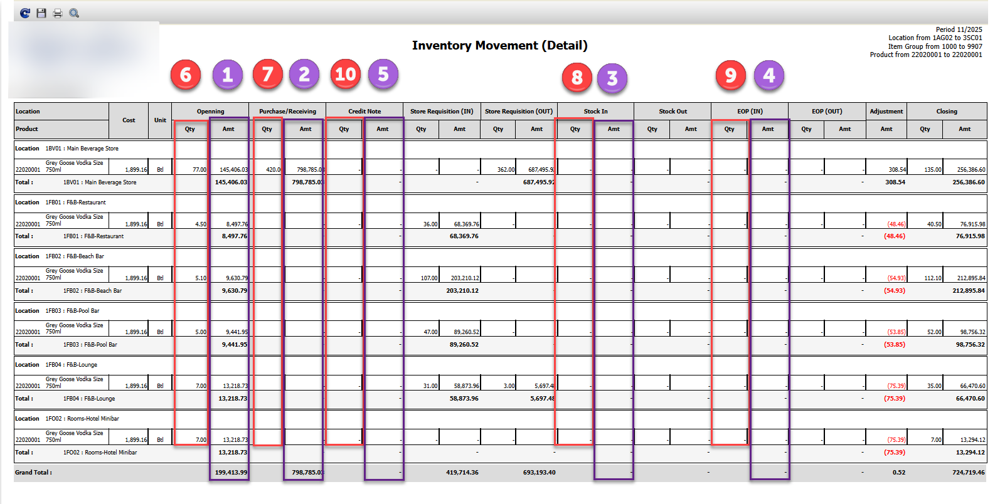 Period 11/2025
Location from 1AG02 to 3SC01
Inventory Movement (Detail)
Item Group from 1000 to 9907
Product from 22020001 to 22020001
6 1 7 2 10 5 8 3 9 4
Location Cost Unit Openning Purchase/Receiving Credit Note Store Requisition (IN) Store Requisition (OUT) Stock In Stock Out EOP (IN) EOP (OUT) Adjustment Closing
Product Qty Amt Qty Amt Qty Amt Qty Amt Qty Amt Qty Amt Qty Amt Qty Amt Qty Amt Amt Qty Amt
Location 1BV01 : Main Beverage Store
Grey Goose Vodka Size
22020001 750ml 1,899.16 Btl 77.00 145,406.03 420.00 798,785.03 - - - - 362.00 687,495.92 - - - - - - - - 308.54 135.00 256,386.60
Total : 1BV01 : Main Beverage Store 145,406.03 798,785.03 - - 687,495.92 - - - - 308.54 256,386.60
Location 1FB01 : F&B-Restaurant
Grey Goose Vodka Size
22020001 750ml 1,899.16 Btl 4.50 8,497.76 - - - 36.00 68,369.76 - - - - - - - - - (48.46) 40.50 76,915.98
Total : 1FB01 : F&B-Restaurant 8,497.76 - - 68,369.76 - - - - - (48.46) 76,915.98
Location 1FB02 : F&B-Beach Bar
Grey Goose Vodka Size
22020001 750ml 1,899.16 Btl 5.10 9,630.79 - - - 107.00 203,210.12 - - - - - - - - - (54.93) 112.10 212,895.84
Total : 1FB02 : F&B-Beach Bar 9,630.79 - - 203,210.12 - - - - - (54.93) 212,895.84
Location 1FB03 : F&B-Pool Bar
Grey Goose Vodka Size
22020001 750ml 1,899.16 Btl 5.00 9,441.95 - - - 47.00 89,260.52 - - - - - - - - - (53.85) 52.00 98,756.32
Total : 1FB03 : F&B-Pool Bar 9,441.95 - - 89,260.52 - - - - - (53.85) 98,756.32
Location 1FB04 : F&B-Lounge
Grey Goose Vodka Size
22020001 750ml 1,899.16 Btl 7.00 13,218.73 - - - 31.00 58,873.96 3.00 5,697.48 - - - - - - - - (75.39) 35.00 66,470.60
Total : 1FB04 : F&B-Lounge 13,218.73 - - 58,873.96 5,697.48 - - - - (75.39) 66,470.60
Location 1FO02 : Rooms-Hotel Minibar
Grey Goose Vodka Size
22020001 750ml 1,899.16 Btl 7.00 13,218.73 - - - - - - - - - - - - - - (75.39) 7.00 13,294.12
Total : 1FO02 : Rooms-Hotel Minibar 13,218.73 - - - - - - - - (75.39) 13,294.12
Grand Total : 199,413.99 798,785.03 - 419,714.36 693,193.40 - - - - 0.52 724,719.46